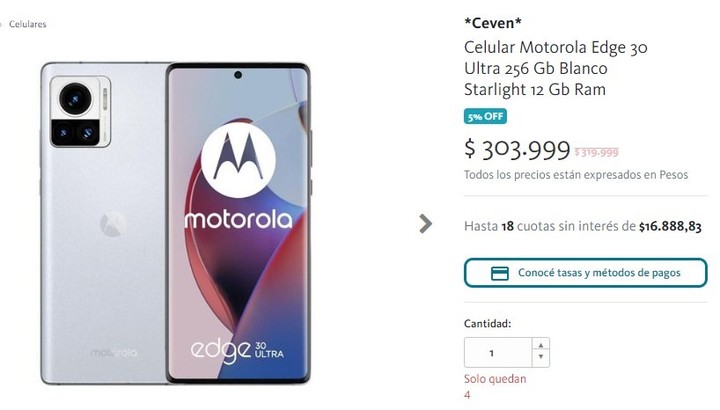 Celulares
*Ceven*
Celular Motorola Edge 30
Ultra 256 Gb Blanco
Starlight 12 Gb Ram
5% OFF
$ 303.999 $ 319.999
Todos los precios están expresados en Pesos
Hasta 18 cuotas sin interés de $16.888,83
Conocé tasas y métodos de pagos
Cantidad:
1
Solo quedan
4
motorola
motorola
edge 30
ULTRA